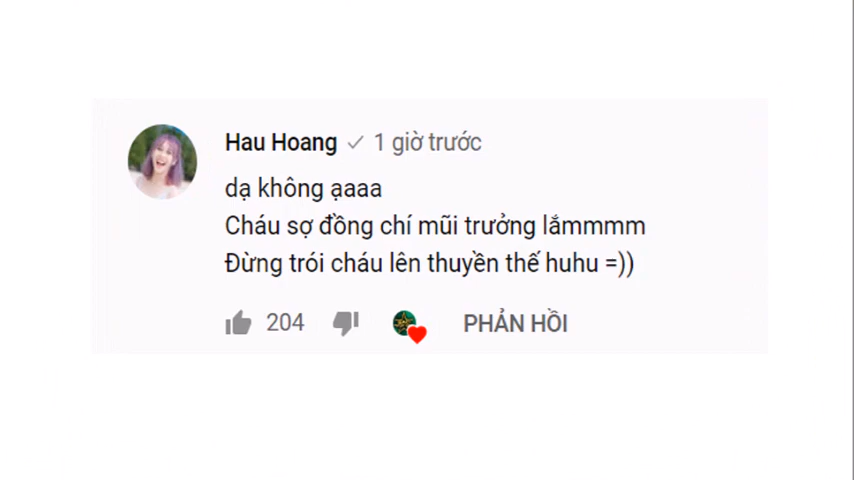 Hau Hoang 1 giờ trước
dạ không ạaaa
Cháu sợ đồng chí mũi trưởng lắmmmm
Đừng trói cháu lên thuyền thế huhu =))
204 PHẢN HỒI